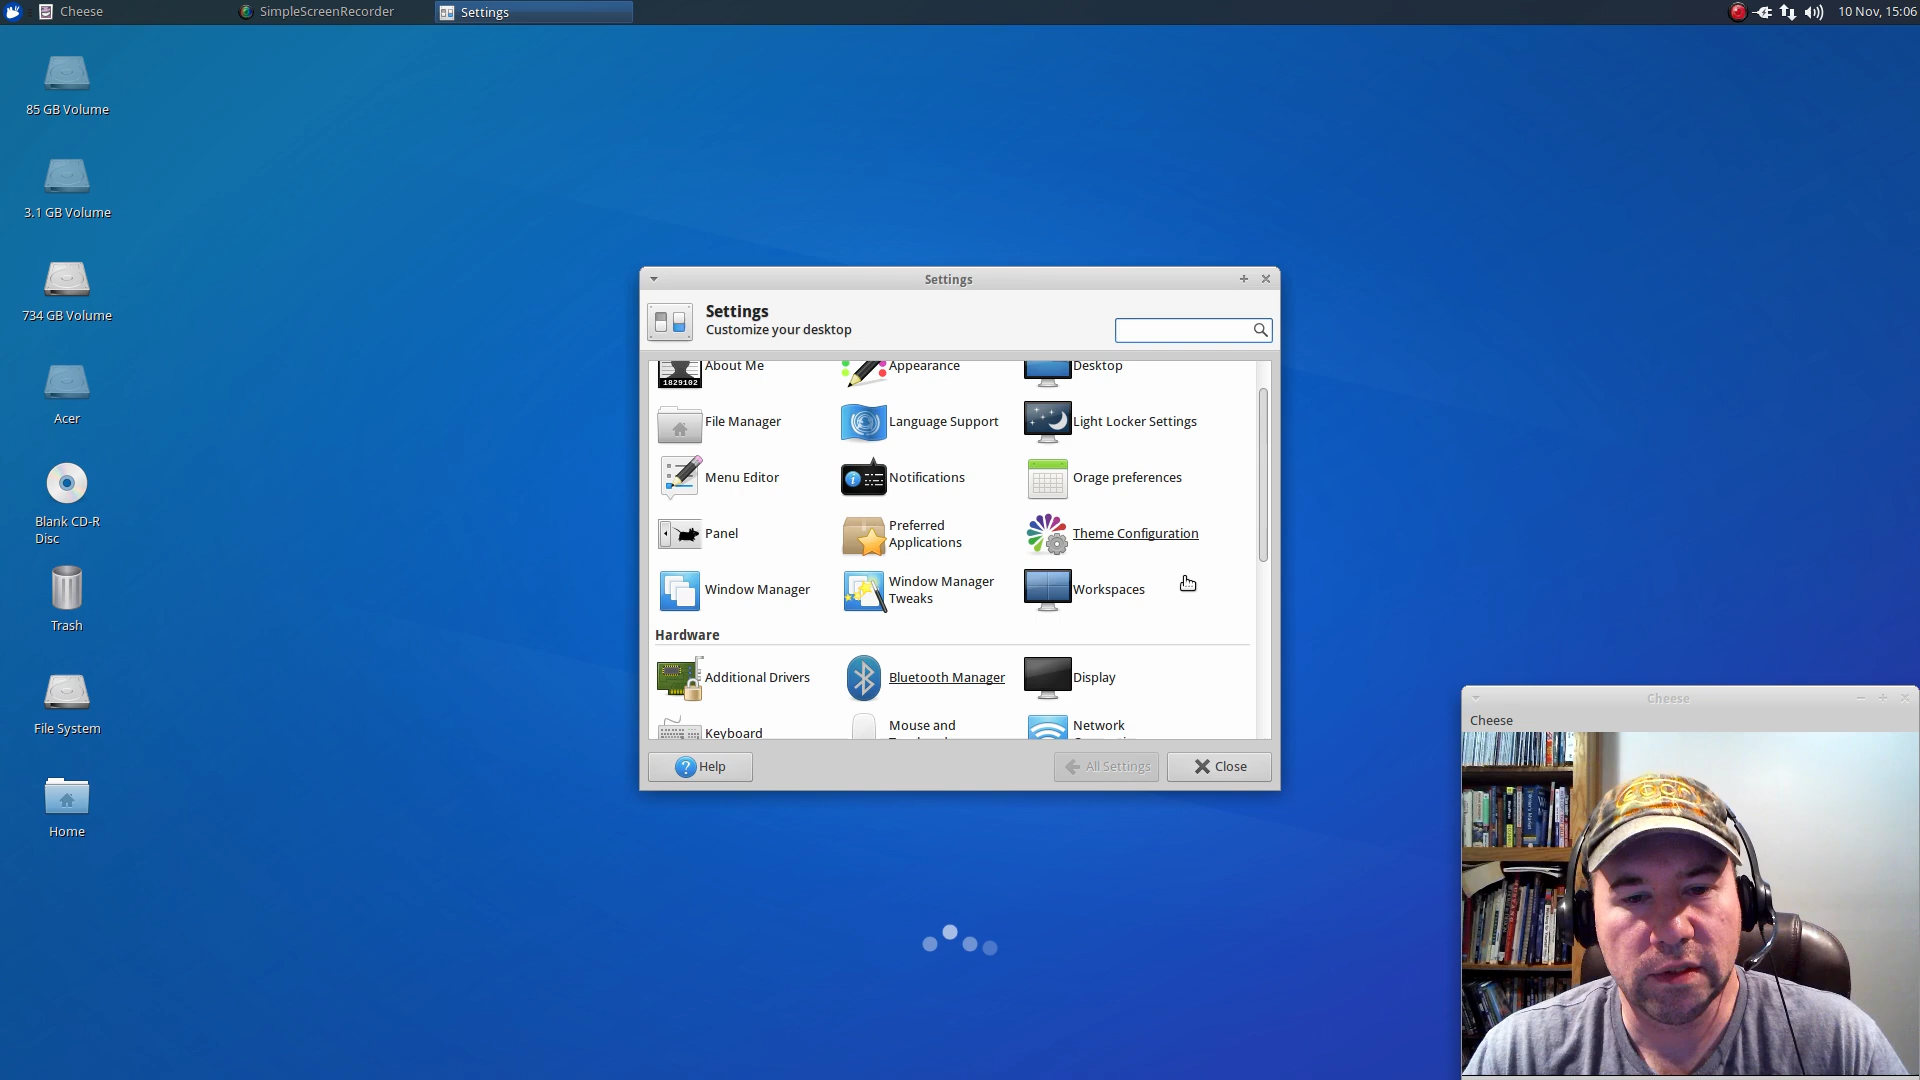 Cheese
SimpleScreenRecorder
Settings
10 Nov, 15:06
85 GB Volume
3.1 GB Volume
734 GB Volume
Acer
Blank CD-R
Disc
Trash
File System
Home
Settings
Settings
Customize your desktop
About Me
1829102
Appearance
Desktop
File Manager
Language Support
Light Locker Settings
Menu Editor
Notifications
Orage preferences
Panel
Preferred
Applications
Theme Configuration
Window Manager
Window Manager
Tweaks
Workspaces
Hardware
Additional Drivers
Bluetooth Manager
Display
Keyboard
Mouse and
Network
Help
All Settings
Close
Cheese
Cheese